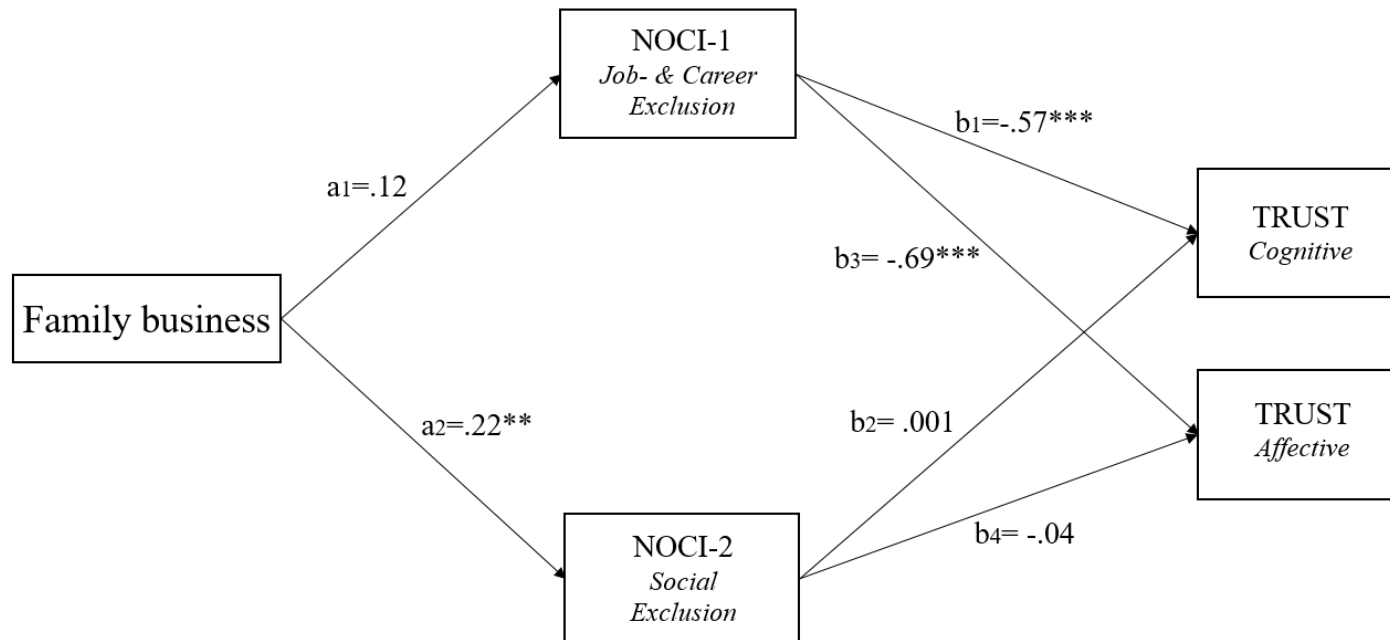 NOCI-1
Job- & Career
Exclusion
b1=-.57***
a1=.12
TRUST
Cognitive
b3= -.69***
Family business
a2=.22**
b2= .001
TRUST
Affective
b4= -.04
NOCI-2
Social
Exclusion